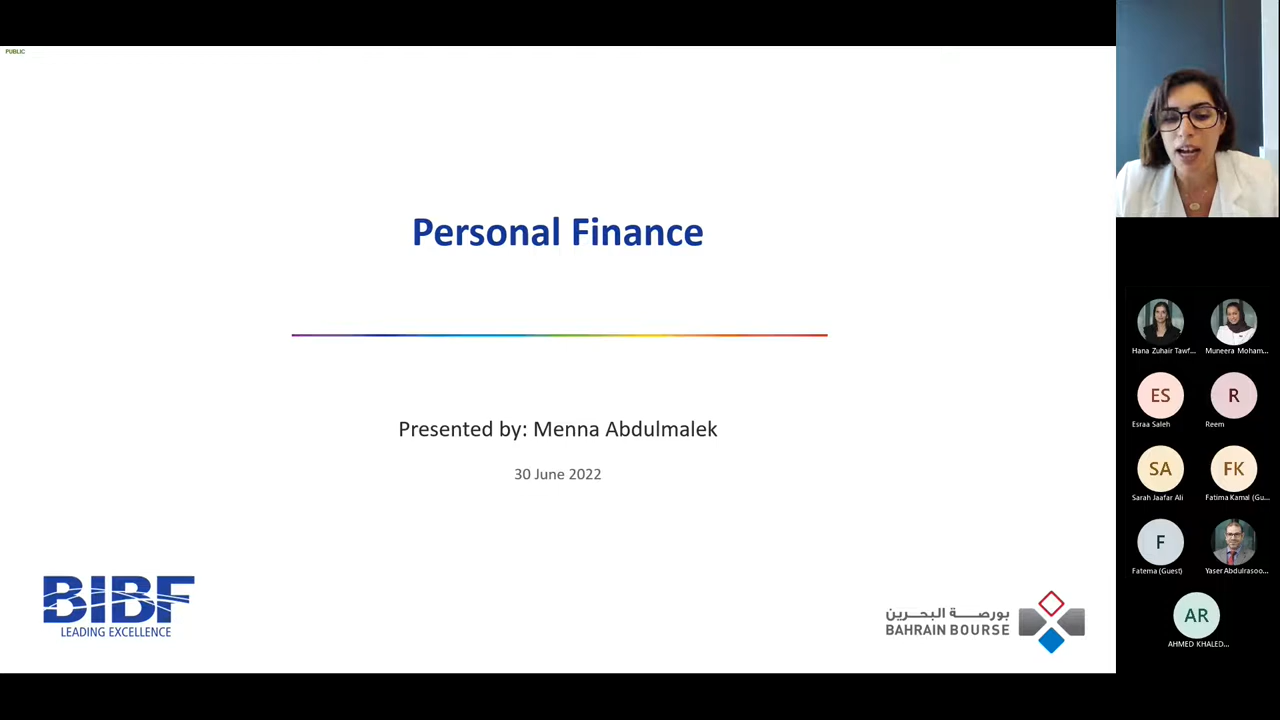 PUBLIC
Personal Finance
Presented by: Menna Abdulmalek
30 June 2022
BIBF
LEADING EXCELLENCE
بورصة البحرين
BAHRAIN BOURSE
Hana Zuhair Tawf...
Muneera Moham...
ES
R
Esraa Saleh
Reem
SA
FK
Sarah Jaafar Ali
Fatima Kamal (Gu...
F
Fatema (Guest)
Yaser Abdulrasoo...
AR
AHMED KHALED...